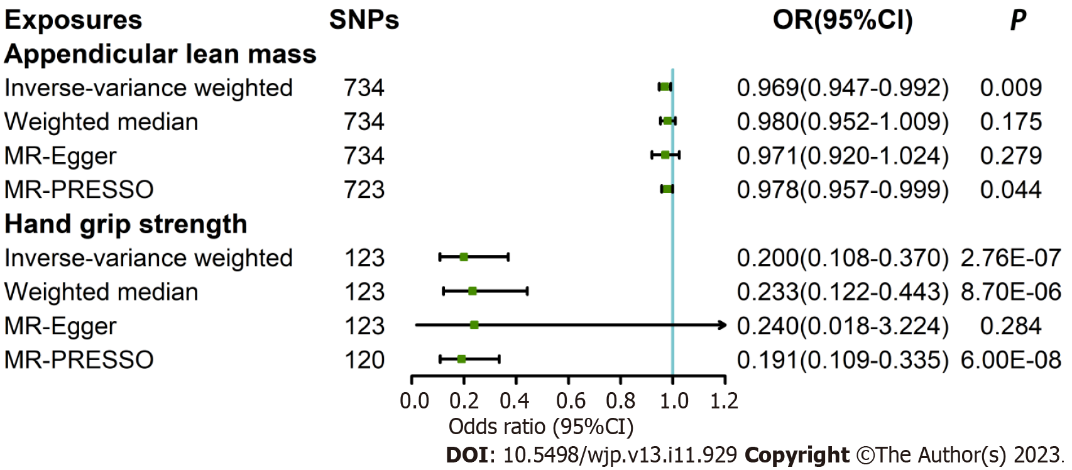 Exposures SNPs OR(95%CI) P
Appendicular lean mass
Inverse-variance weighted 734 0.969(0.947-0.992) 0.009
Weighted median 734 0.980(0.952-1.009) 0.175
MR-Egger 734 0.971(0.920-1.024) 0.279
MR-PRESSO 723 0.978(0.957-0.999) 0.044
Hand grip strength
Inverse-variance weighted 123 0.200(0.108-0.370) 2.76E-07
Weighted median 123 0.233(0.122-0.443) 8.70E-06
MR-Egger 123 0.240(0.018-3.224) 0.284
MR-PRESSO 120 0.191(0.109-0.335) 6.00E-08
0.0 0.2 0.4 0.6 0.8 1.0 1.2
Odds ratio (95%CI)
DOI: 10.5498/wjp.v13.i11.929 Copyright ©The Author(s) 2023.